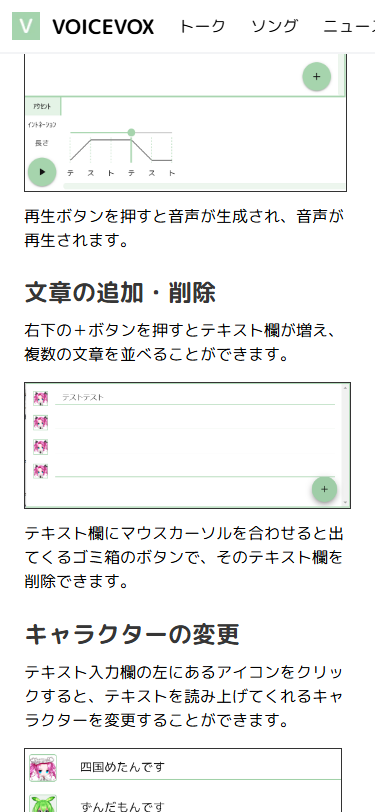 V VOICEVOX トーク ソング ニュース
+
アクセント
イントネーション
長さ
テ ス ト テ ス ト
再生ボタンを押すと音声が生成され、音声が
再生されます。
文章の追加・削除
右下の＋ボタンを押すとテキスト欄が増え、
複数の文章を並べることができます。
テストテスト
+
テキスト欄にマウスカーソルを合わせると出
てくるゴミ箱のボタンで、そのテキスト欄を
削除できます。
キャラクターの変更
テキスト入力欄の左にあるアイコンをクリッ
クすると、テキストを読み上げてくれるキャ
ラクターを変更することができます。
四国めたんです
ずんだもんです